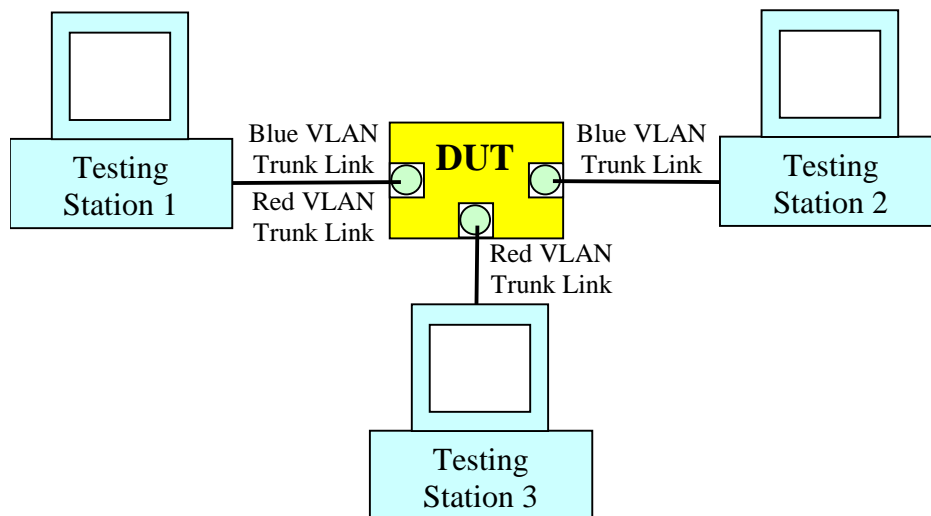 Testing
Station 1
Blue VLAN
Trunk Link
Red VLAN
Trunk Link
DUT
Blue VLAN
Trunk Link
Testing
Station 2
Red VLAN
Trunk Link
Testing
Station 3